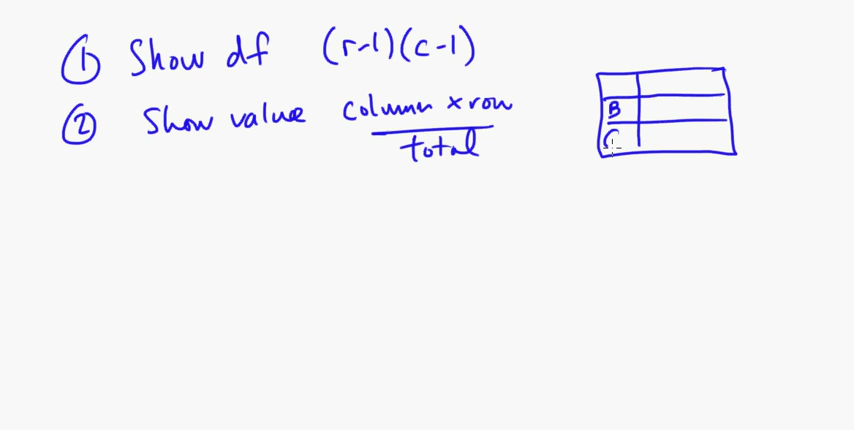 ① Show df (r-1)(c-1)
② Show value column × row
total
B
C